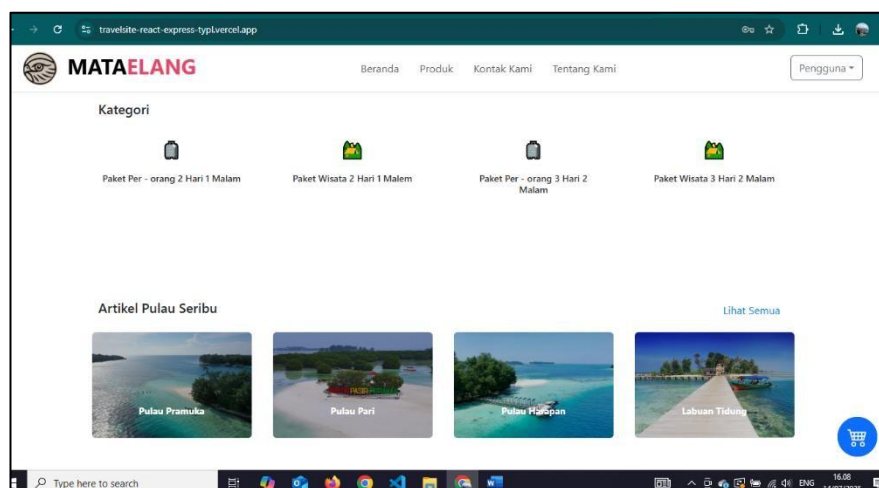 travelsite-react-express-typl.vercel.app
MATAELANG
Beranda Produk Kontak Kami Tentang Kami
Pengguna
Kategori
Paket Per - orang 2 Hari 1 Malam
Paket Wisata 2 Hari 1 Malem
Paket Per - orang 3 Hari 2
Malam
Paket Wisata 3 Hari 2 Malam
Artikel Pulau Seribu
Lihat Semua
Pulau Pramuka
Pulau Pari
Pulau Harapan
Labuan Tidung
Type here to search
ENG
16.08